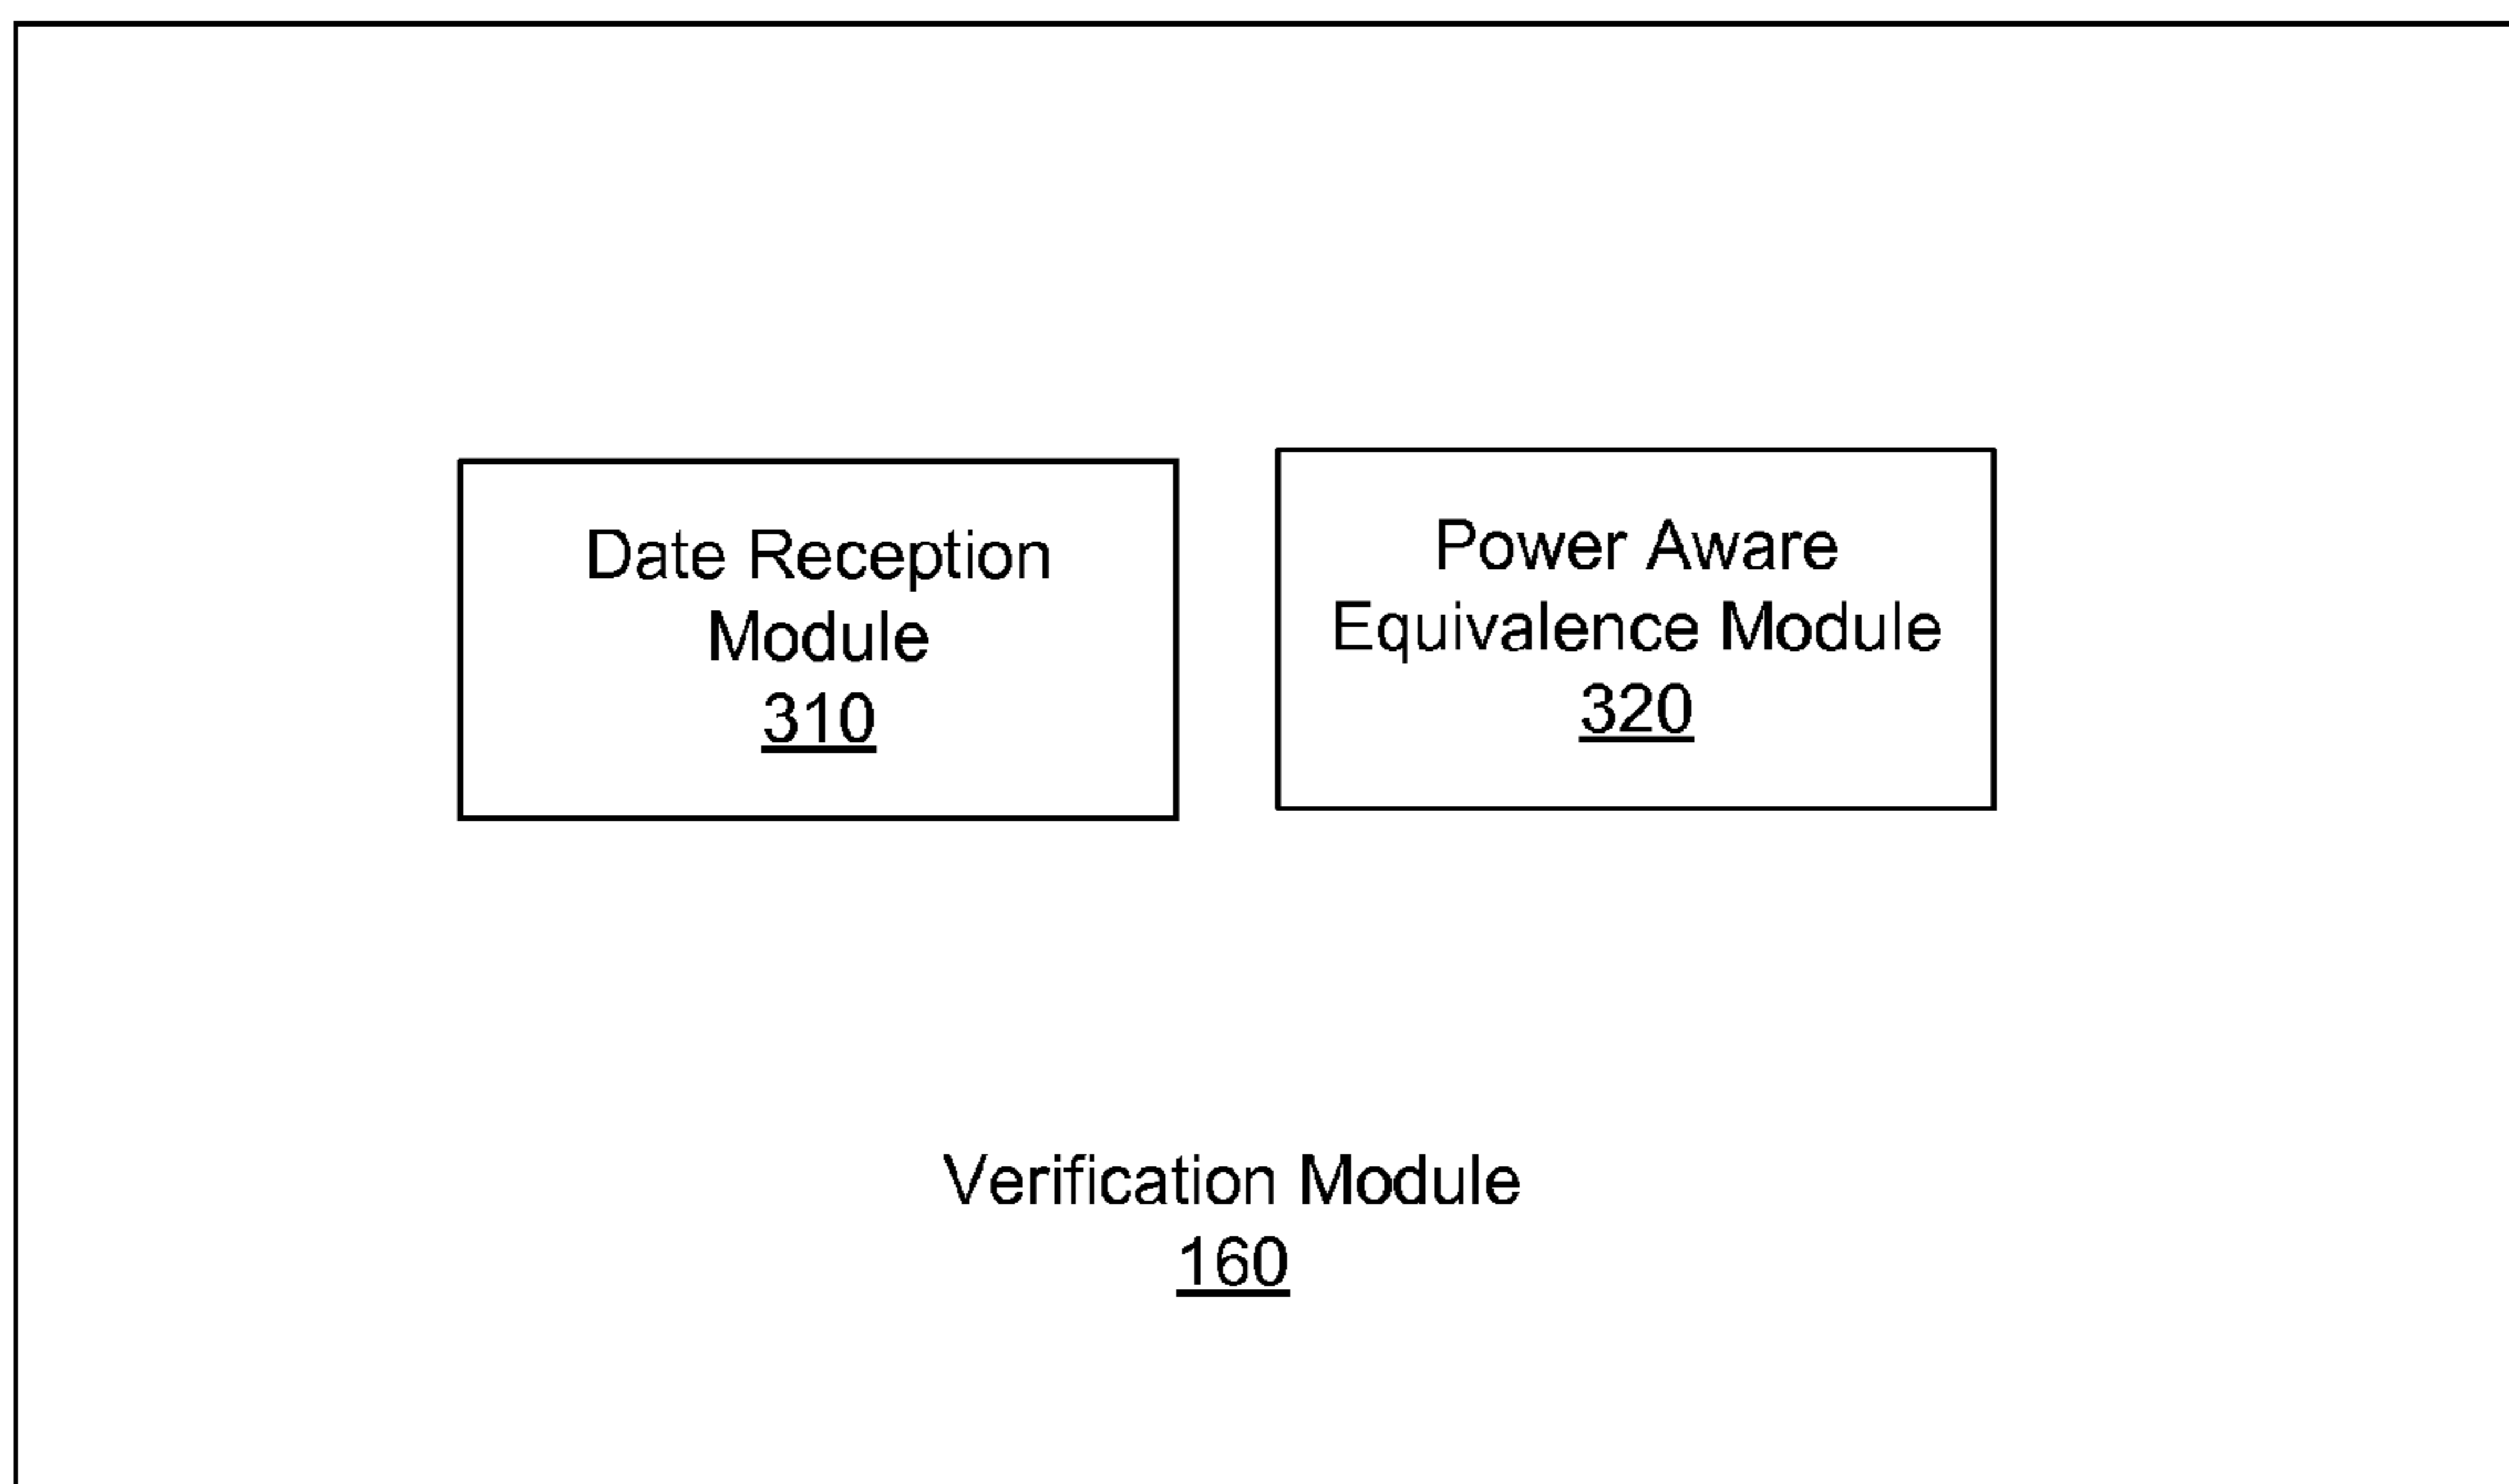 Date Reception
Module
310
Power Aware
Equivalence Module
320
Verification Module
160